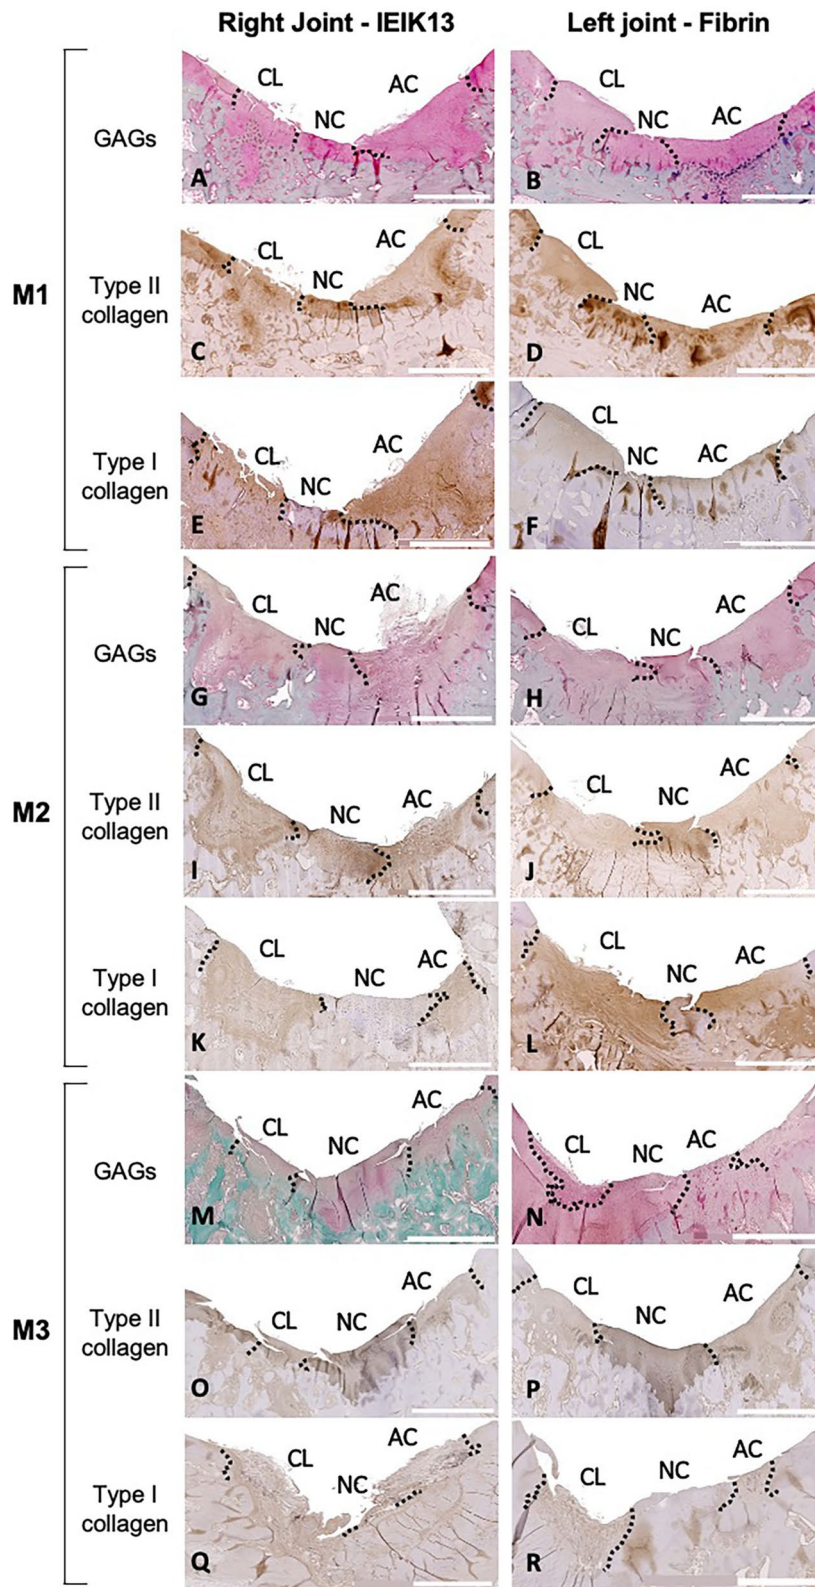 Right Joint - IEIK13
Left joint - Fibrin
M1
GAGs
CL
NC
AC
A
CL
NC
AC
B
Type II
collagen
CL
NC
AC
C
CL
NC
AC
D
Type I
collagen
CL
NC
AC
E
CL
NC
AC
F
M2
GAGs
CL
NC
AC
G
CL
NC
AC
H
Type II
collagen
CL
NC
AC
I
CL
NC
AC
J
Type I
collagen
CL
NC
AC
K
CL
NC
AC
L
M3
GAGs
CL
NC
AC
M
CL
NC
AC
N
Type II
collagen
CL
NC
AC
O
CL
NC
AC
P
Type I
collagen
CL
NC
AC
Q
CL
NC
AC
R